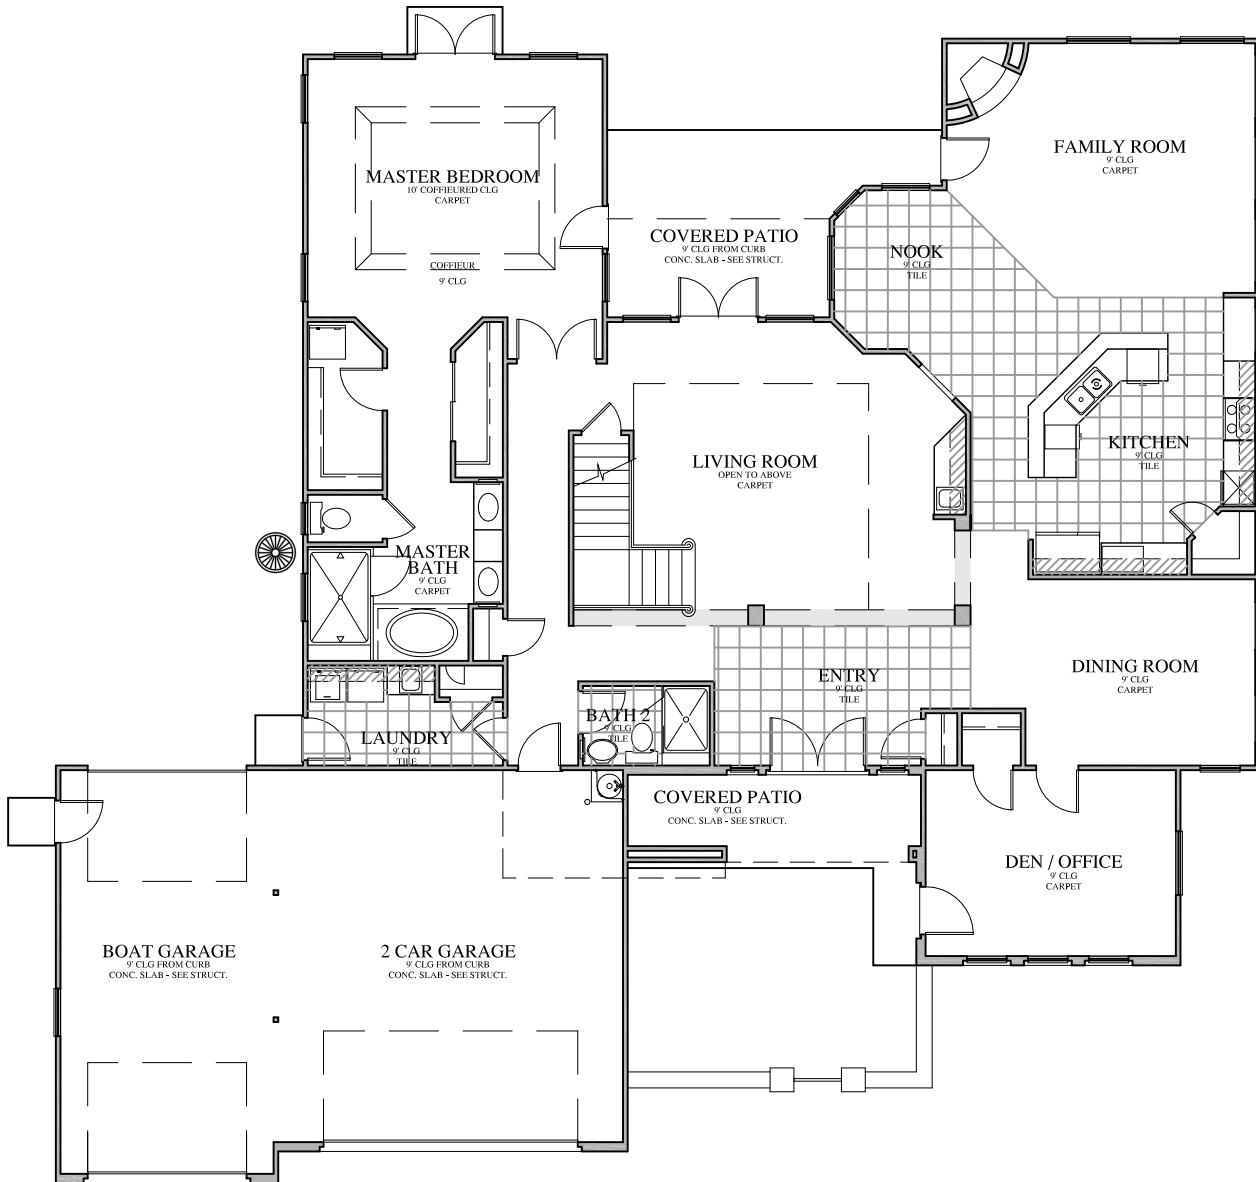 FAMILY ROOM
9' CLG
CARPET
MASTER BEDROOM
10' COFFIEURED CLG
CARPET
COFFIEUR
9' CLG
COVERED PATIO
9' CLG FROM CURB
CONC. SLAB - SEE STRUCT.
NOOK
9' CLG
TILE
KITCHEN
9' CLG
TILE
LIVING ROOM
OPEN TO ABOVE
CARPET
MASTER
BATH
9' CLG
CARPET
DINING ROOM
9' CLG
CARPET
ENTRY
9' CLG
TILE
BATH 2
9' CLG
TILE
LAUNDRY
9' CLG
TILE
COVERED PATIO
9' CLG
CONC. SLAB - SEE STRUCT.
DEN / OFFICE
9' CLG
CARPET
BOAT GARAGE
9' CLG FROM CURB
CONC. SLAB - SEE STRUCT.
2 CAR GARAGE
9' CLG FROM CURB
CONC. SLAB - SEE STRUCT.